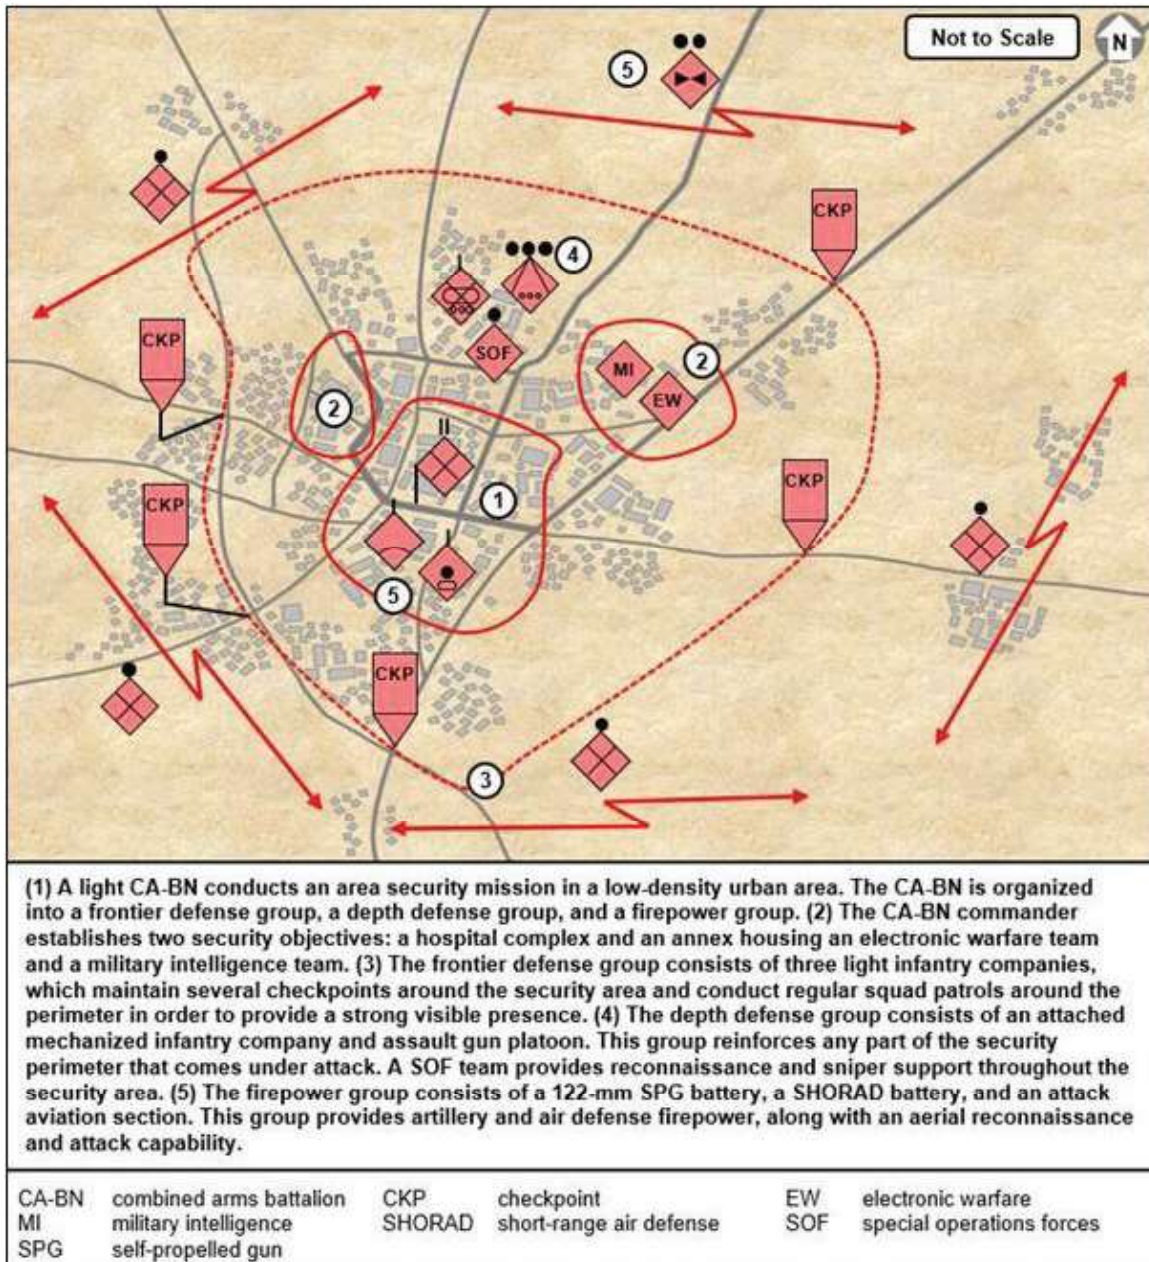 Not to Scale
N
5
CKP
4
CKP
SOF
MI
2
EW
2
II
1
CKP
CKP
5
CKP
3
(1) A light CA-BN conducts an area security mission in a low-density urban area. The CA-BN is organized
into a frontier defense group, a depth defense group, and a firepower group. (2) The CA-BN commander
establishes two security objectives: a hospital complex and an annex housing an electronic warfare team
and a military intelligence team. (3) The frontier defense group consists of three light infantry companies,
which maintain several checkpoints around the security area and conduct regular squad patrols around the
perimeter in order to provide a strong visible presence. (4) The depth defense group consists of an attached
mechanized infantry company and assault gun platoon. This group reinforces any part of the security
perimeter that comes under attack. A SOF team provides reconnaissance and sniper support throughout the
security area. (5) The firepower group consists of a 122-mm SPG battery, a SHORAD battery, and an attack
aviation section. This group provides artillery and air defense firepower, along with an aerial reconnaissance
and attack capability.
CA-BN combined arms battalion CKP checkpoint EW electronic warfare
MI military intelligence SHORAD short-range air defense SOF special operations forces
SPG self-propelled gun